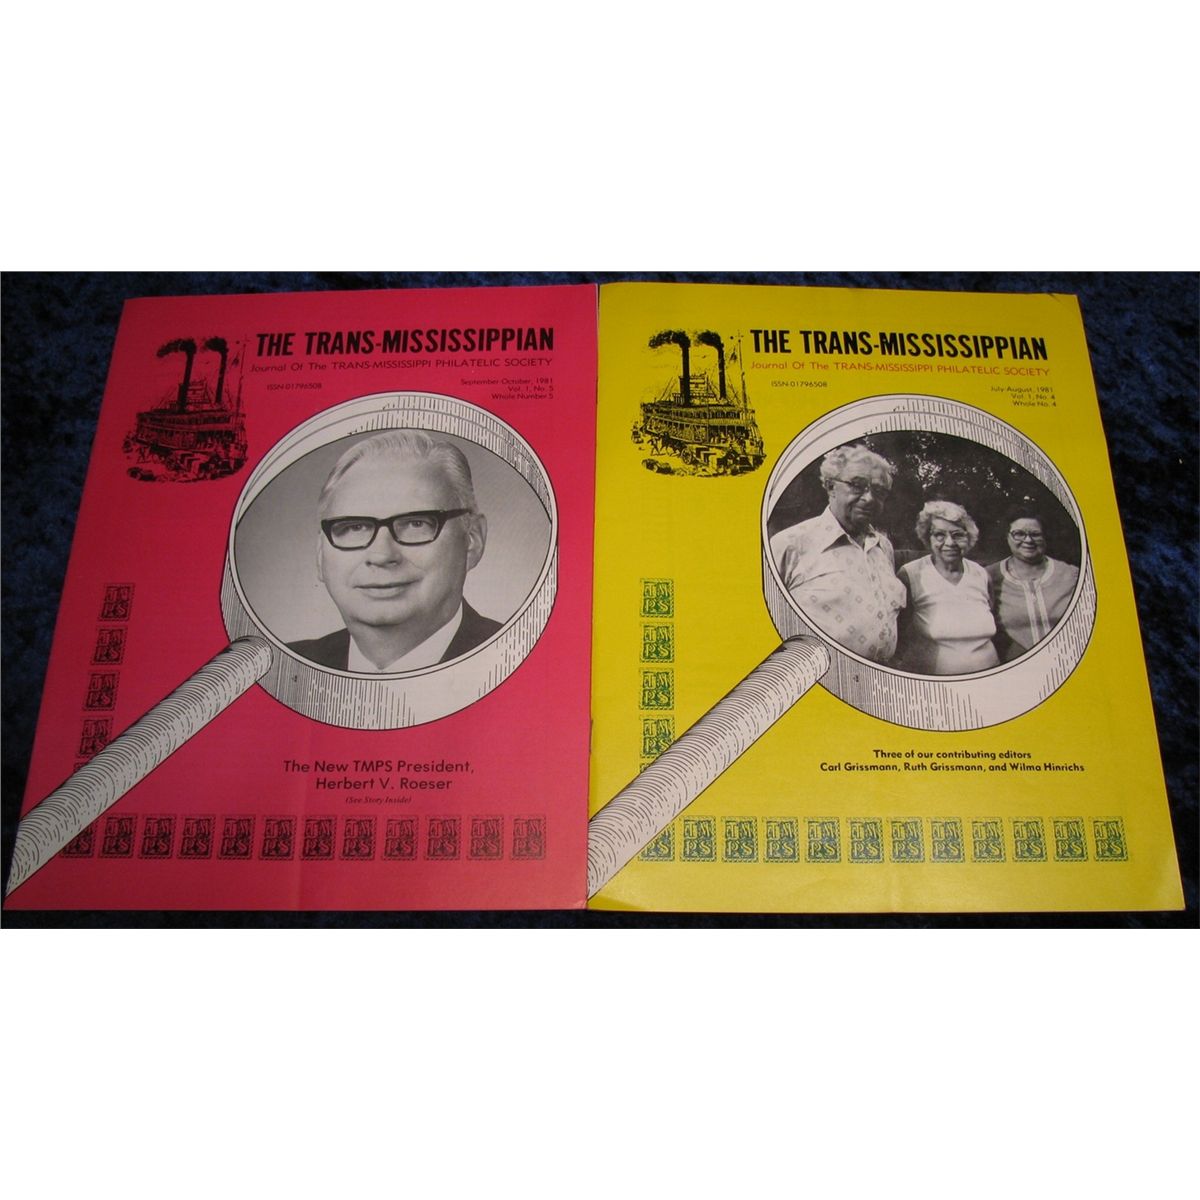 THE TRANS-MISSISSIPPIAN
Journal Of The TRANS-MISSISSIPPI PHILATELIC SOCIETY
ISSN-01796508
September-October, 1981
Vol. 1, No. 5
Whole Number 5
The New TMPS President,
Herbert V. Roeser
(See Story Inside)
THE TRANS-MISSISSIPPIAN
Journal Of The TRANS-MISSISSIPPI PHILATELIC SOCIETY
ISSN-01796508
July-August, 1981
Vol. 1, No. 4
Whole No. 4
Three of our contributing editors
Carl Grissmann, Ruth Grissmann, and Wilma Hinrichs